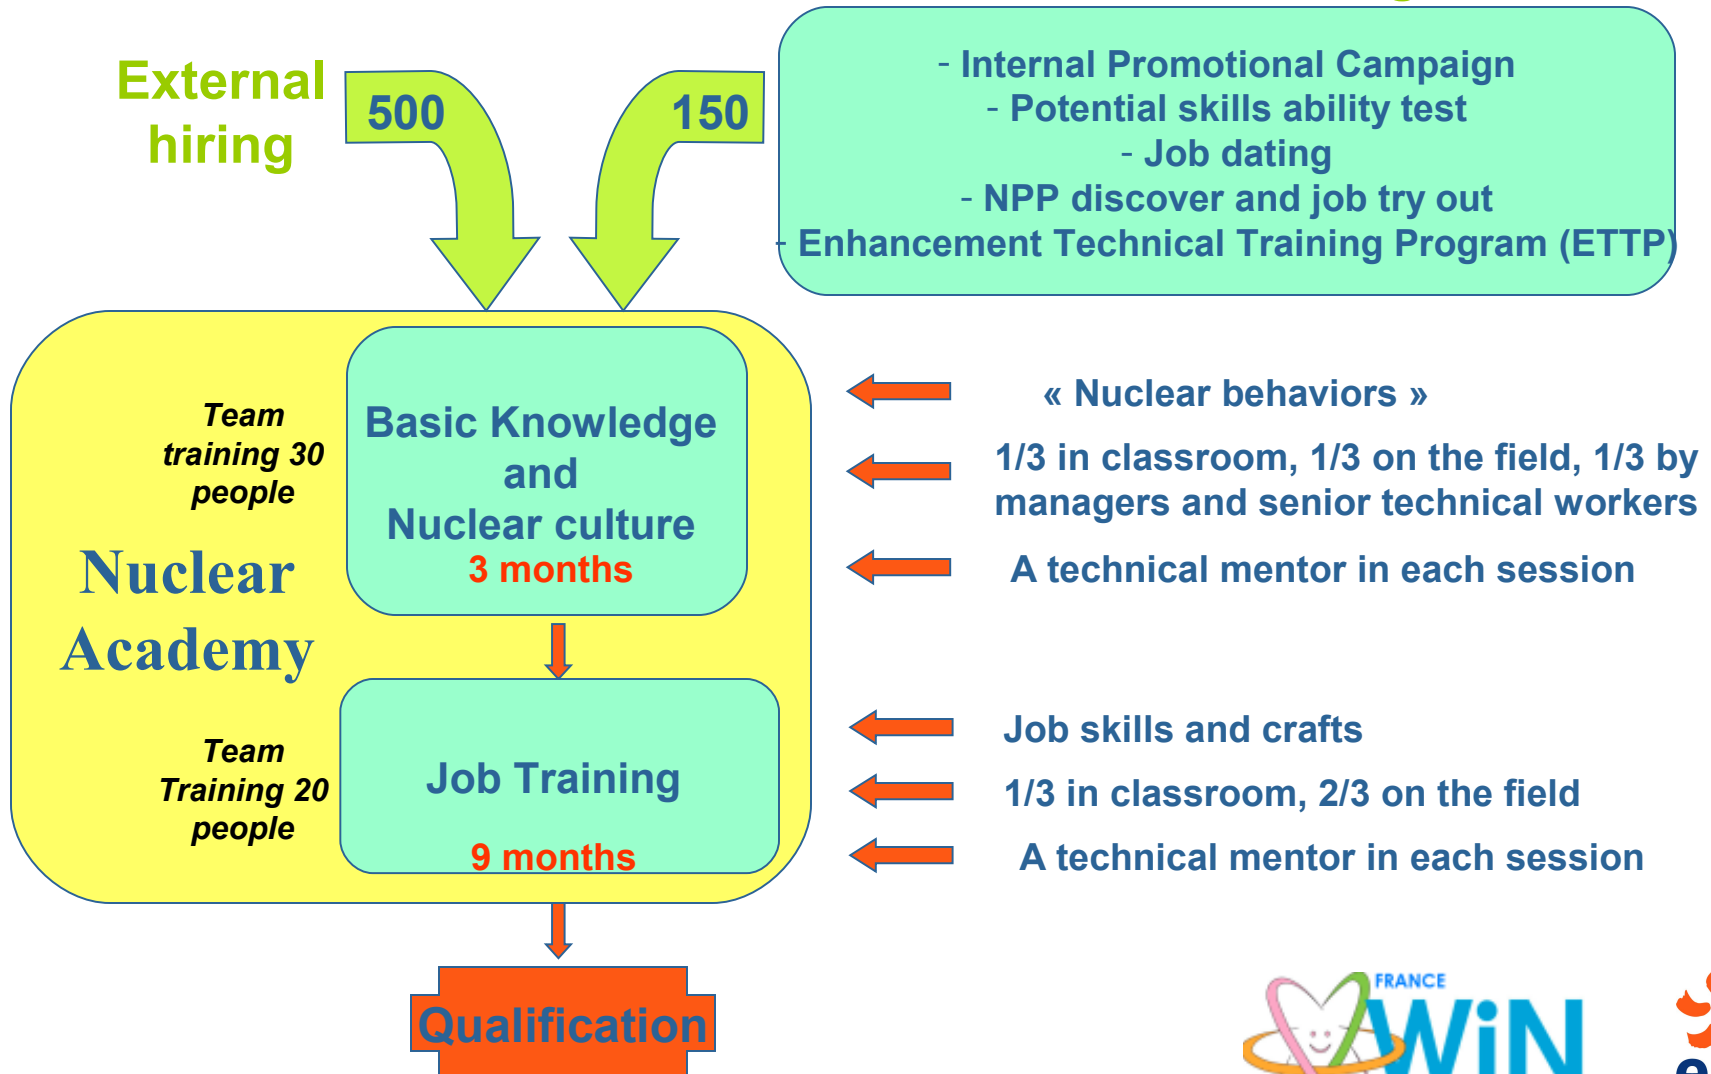 External
hiring
500
150
- Internal Promotional Campaign
- Potential skills ability test
- Job dating
- NPP discover and job try out
- Enhancement Technical Training Program (ETTP)
Team
training 30
people
Basic Knowledge
and
Nuclear culture
3 months
Nuclear
Academy
« Nuclear behaviors »
1/3 in classroom, 1/3 on the field, 1/3 by
managers and senior technical workers
A technical mentor in each session
Team
Training 20
people
Job Training
9 months
Job skills and crafts
1/3 in classroom, 2/3 on the field
A technical mentor in each session
Qualification
FRANCE
WiN